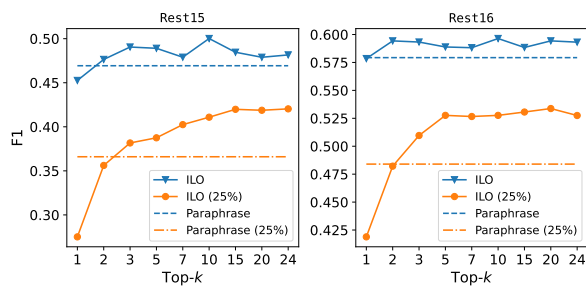 Rest15
F1
0.50
0.45
0.40
0.35
0.30
ILO
ILO (25%)
Paraphrase
Paraphrase (25%)
1 2 3 5 7 10 15 20 24
Top-k
Rest16
0.600
0.575
0.550
0.525
0.500
0.475
0.450
0.425
ILO
ILO (25%)
Paraphrase
Paraphrase (25%)
1 2 3 5 7 10 15 20 24
Top-k